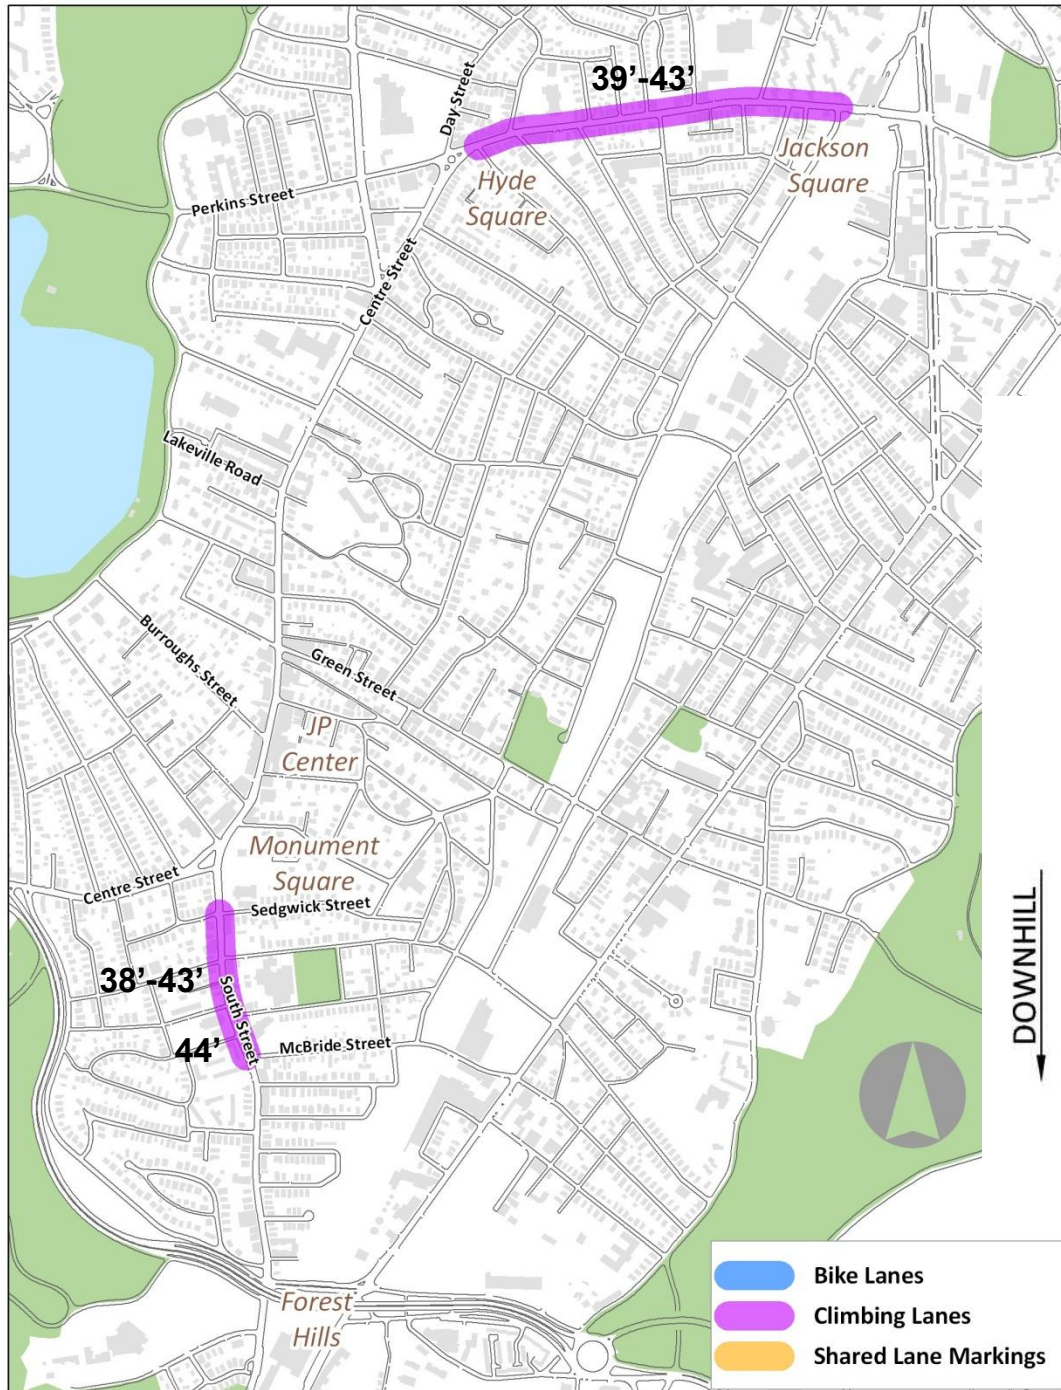 39’-43’
Day Street
Jackson
Square
Hyde
Square
Perkins Street
Centre Street
Lakeville Road
Burroughs Street
Green Street
JP
Center
Monument
Square
Centre Street
Sedgwick Street
38’-43’
South Street
44’
McBride Street
DOWNHILL
Forest
Hills
Bike Lanes
Climbing Lanes
Shared Lane Markings